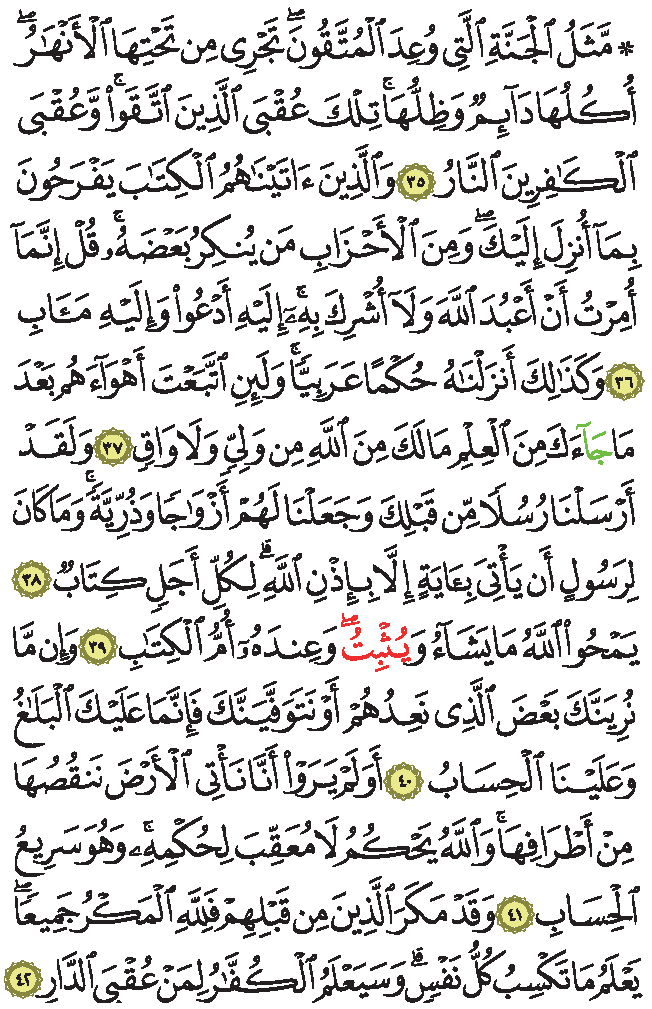 * مَّثَلُ ٱلْجَنَّةِ ٱلَّتِي وُعِدَ ٱلْمُتَّقُونَۖ تَجْرِى مِن تَحْتِهَا ٱلْأَنْهَٰرُۖ
أُكُلُهَا دَآئِمٌ وَظِلُّهَاۚ تِلْكَ عُقْبَى ٱلَّذِينَ ٱتَّقَوا۟ۚ وَّعُقْبَى
ٱلْكَٰفِرِينَ ٱلنَّارُ ٣٥ وَٱلَّذِينَ ءَاتَيْنَٰهُمُ ٱلْكِتَٰبَ يَفْرَحُونَ
بِمَآ أُنزِلَ إِلَيْكَۖ وَمِنَ ٱلْأَحْزَابِ مَن يُنكِرُ بَعْضَهُۥۚ قُلْ إِنَّمَآ
أُمِرْتُ أَنْ أَعْبُدَ ٱللَّهَ وَلَآ أُشْرِكَ بِهِۦٓۚ إِلَيْهِ أَدْعُوا۟ وَإِلَيْهِ مَـَٔابِ
٣٦ وَكَذَٰلِكَ أَنزَلْنَٰهُ حُكْمًا عَرَبِيًّاۚ وَلَئِنِ ٱتَّبَعْتَ أَهْوَآءَهُم بَعْدَ
مَا جَآءَكَ مِنَ ٱلْعِلْمِ مَا لَكَ مِنَ ٱللَّهِ مِن وَلِىٍّ وَلَا وَاقٍ ٣٧ وَلَقَدْ
أَرْسَلْنَا رُسُلًا مِّن قَبْلِكَ وَجَعَلْنَا لَهُمْ أَزْوَٰجًا وَذُرِّيَّةًۚ وَمَا كَانَ
لِرَسُولٍ أَن يَأْتِىَ بِـَٔايَةٍ إِلَّا بِإِذْنِ ٱللَّهِۗ لِكُلِّ أَجَلٍ كِتَابٌ ٣٨
يَمْحُوا۟ ٱللَّهُ مَا يَشَآءُ وَيُثْبِتُۖ وَعِندَهُۥٓ أُمُّ ٱلْكِتَٰبِ ٣٩ وَإِن مَّا
نُرِيَنَّكَ بَعْضَ ٱلَّذِى نَعِدُهُمْ أَوْ نَتَوَفَّيَنَّكَ فَإِنَّمَا عَلَيْكَ ٱلْبَلَٰغُ
وَعَلَيْنَا ٱلْحِسَابُ ٤٠ أَوَلَمْ يَرَوْا۟ أَنَّا نَأْتِى ٱلْأَرْضَ نَنقُصُهَا
مِنْ أَطْرَافِهَاۚ وَٱللَّهُ يَحْكُمُ لَا مُعَقِّبَ لِحُكْمِهِۦۚ وَهُوَ سَرِيعُ
ٱلْحِسَابِ ٤١ وَقَدْ مَكَرَ ٱلَّذِينَ مِن قَبْلِهِمْ فَلِلَّهِ ٱلْمَكْرُ جَمِيعًاۖ
يَعْلَمُ مَا تَكْسِبُ كُلُّ نَفْسٍۗ وَسَيَعْلَمُ ٱلْكُفَّٰرُ لِمَنْ عُقْبَى ٱلدَّارِ ٤٢